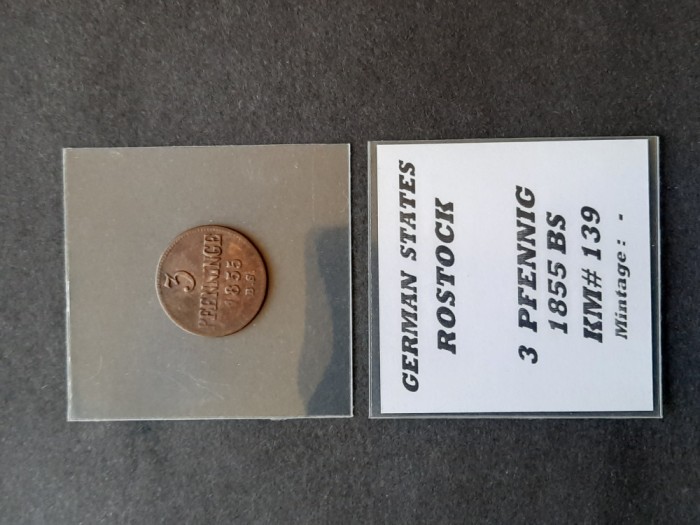 3
PFENNINGE
1855
B.S.
GERMAN STATES
ROSTOCK
3 PFENNIG
1855 BS
KM# 139
Mintage: -